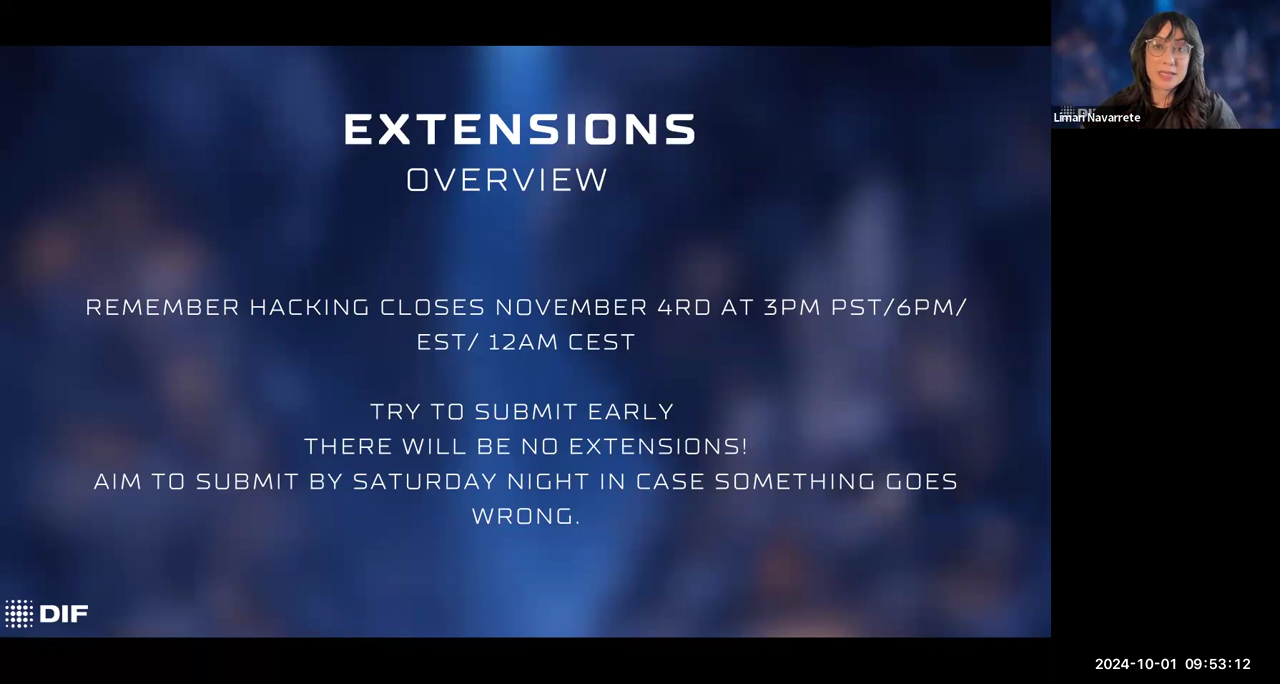 EXTENSIONS
OVERVIEW
REMEMBER HACKING CLOSES NOVEMBER 4RD AT 3PM PST/6PM/
EST/ 12AM CEST
TRY TO SUBMIT EARLY
THERE WILL BE NO EXTENSIONS!
AIM TO SUBMIT BY SATURDAY NIGHT IN CASE SOMETHING GOES
WRONG.
DIF
Limari Navarrete
2024-10-01 09:53:12